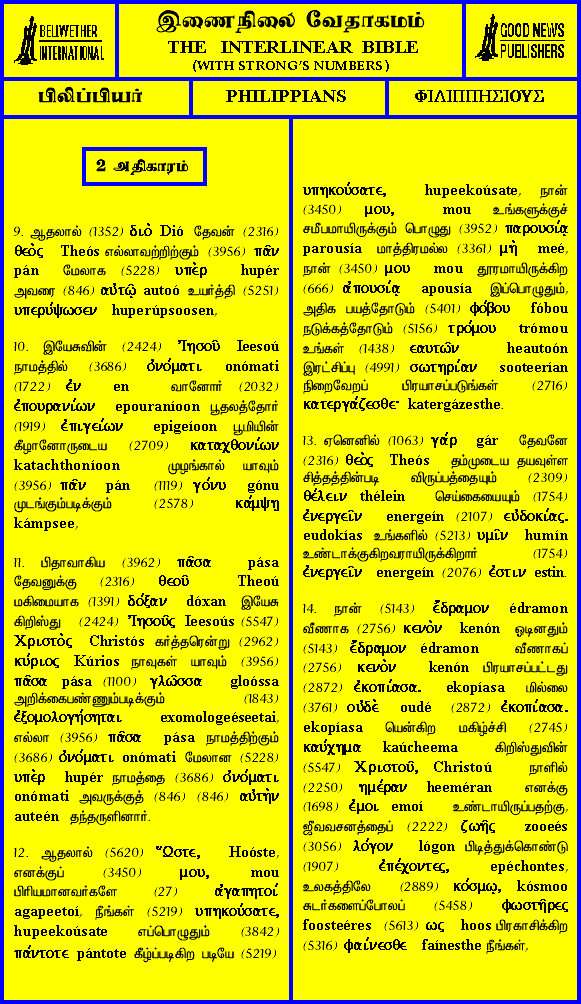 BELLWETHER
INTERNATIONAL
இணைநிலை வேதாகமம்
THE INTERLINEAR BIBLE
(WITH STRONG'S NUMBERS)
GOOD NEWS
PUBLISHERS
பிலிப்பியர்
PHILIPPIANS
ΦΙΛΙΠΠΗΣΙΟΥΣ
2 அதிகாரம்
9. ஆதலால் (1352) διὸ Dió தேவன் (2316)
θεὸς Theós எல்லாவற்றிற்கும் (3956) πᾶν
pán மேலாக (5228) υπὲρ hupér
அவரை (846) αὐτῷ autoó உயர்த்தி (5251)
υπερύψωσεν huperúpsoosen,
10. இயேசுவின் (2424) Ἰησοῦ Ieesoú
நாமத்தில் (3686) ὀνόματι onómati
(1722) ἐν en வானோர் (2032)
ἐπουρανίων epouraníoon பூதலத்தோர்
(1919) ἐπιγείων epigeíoon பூமியின்
கீழானோருடைய (2709) καταχθονίων
katachthoníoon முழங்கால் யாவும்
(3956) πᾶν pán (1119) γόνυ gónu
முடங்கும்படிக்கும் (2578) κάμψῃ
kámpsee,
11. பிதாவாகிய (3962) πᾶσα pása
தேவனுக்கு (2316) θεοῦ Theoú
மகிமையாக (1391) δόξαν dóxan இயேசு
கிறிஸ்து (2424) Ἰησοῦς Ieesoús (5547)
Χριστὸς Christós கர்த்தரென்று (2962)
κύριος Kúrios நாவுகள் யாவும் (3956)
πᾶσα pása (1100) γλῶσσα gloóssa
அறிக்கைபண்ணும்படிக்கும் (1843)
ἐξομολογήσηται exomologeéseetai,
எல்லா (3956) πᾶσα pása நாமத்திற்கும்
(3686) ὀνόματι onómati மேலான (5228)
υπὲρ hupér நாமத்தை (3686) ὀνόματι
onómati அவருக்கும் (846) (846) αὐτὴν
auteén தந்தருளினார்.
12. ஆதலால் (5620) Ὥστε, Hoóste,
எனக்குப் (3450) μου, mou
பிரியமானவர்களே (27) ἀγαπητοί
agapeetoí, நீங்கள் (5219) υπηκούσατε,
hupeekoúsate எப்பொழுதும் (3842)
πάντοτε pántote கீழ்ப்படிகிற படியே (5219)
υπηκούσατε, hupeekoúsate, நான்
(3450) μου, mou உங்களுக்குச்
சமீபமாயிருக்கும் பொழுது (3952) παρουσίᾳ
parousía மாத்திரமல்ல (3361) μὴ meé,
நான் (3450) μου mou தூரமாயிருக்கிற
(666) ἀπουσίᾳ apousía இப்பொழுதும்,
அதிக பயத்தோடும் (5401) φόβου fóbou
நடுக்கத்தோடும் (5156) τρόμου trómou
உங்கள் (1438) εαυτῶν heautoón
இரட்சிப்பு (4991) σωτηρίαν sooteerían
நிறைவேறப் பிரயாசப்படுங்கள் (2716)
κατεργάζεσθε· katergázesthe.
13. ஏனெனில் (1063) γάρ gár தேவனே
(2316) θεὸς Theós தம்முடைய தயவுள்ள
சித்தத்தின்படி விருப்பத்தையும் (2309)
θέλειν thélein செய்கையையும் (1754)
ἐνεργεῖν energeín (2107) εὐδοκίας.
eudokías உங்களில் (5213) υμῖν humín
உண்டாக்குகிறவராயிருக்கிறார் (1754)
ἐνεργεῖν energeín (2076) ἐστιν estin.
14. நான் (5143) ἔδραμον édramon
வீணாக (2756) κενὸν kenón ஓடினதும்
(5143) ἔδραμον édramon வீணாகப்
(2756) κενὸν kenón பிரயாசப்பட்டது
(2872) ἐκοπίασα. ekopíasa மில்லை
(3761) οὐδὲ oudé (2872) ἐκοπίασα.
ekopíasa யென்கிற மகிழ்ச்சி (2745)
καύχημα kaúcheema கிறிஸ்துவின்
(5547) Χριστοῦ, Christoú நாளில்
(2250) ημέραν heeméran எனக்கு
(1698) ἐμοι emoí உண்டாயிருப்பதற்கு,
ஜீவவசனத்தைப் (2222) ζωῆς zooeés
(3056) λόγον lógon பிடித்துக்கொண்டு
(1907) ἐπέχοντες, epéchontes,
உலகத்திலே (2889) κόσμῳ, kósmoo
சுடர்களைப்போலப் (5458) φωστῆρες
foosteéres (5613) ως hoos பிரகாசிக்கிற
(5316) φαίνεσθε faínesthe நீங்கள்,